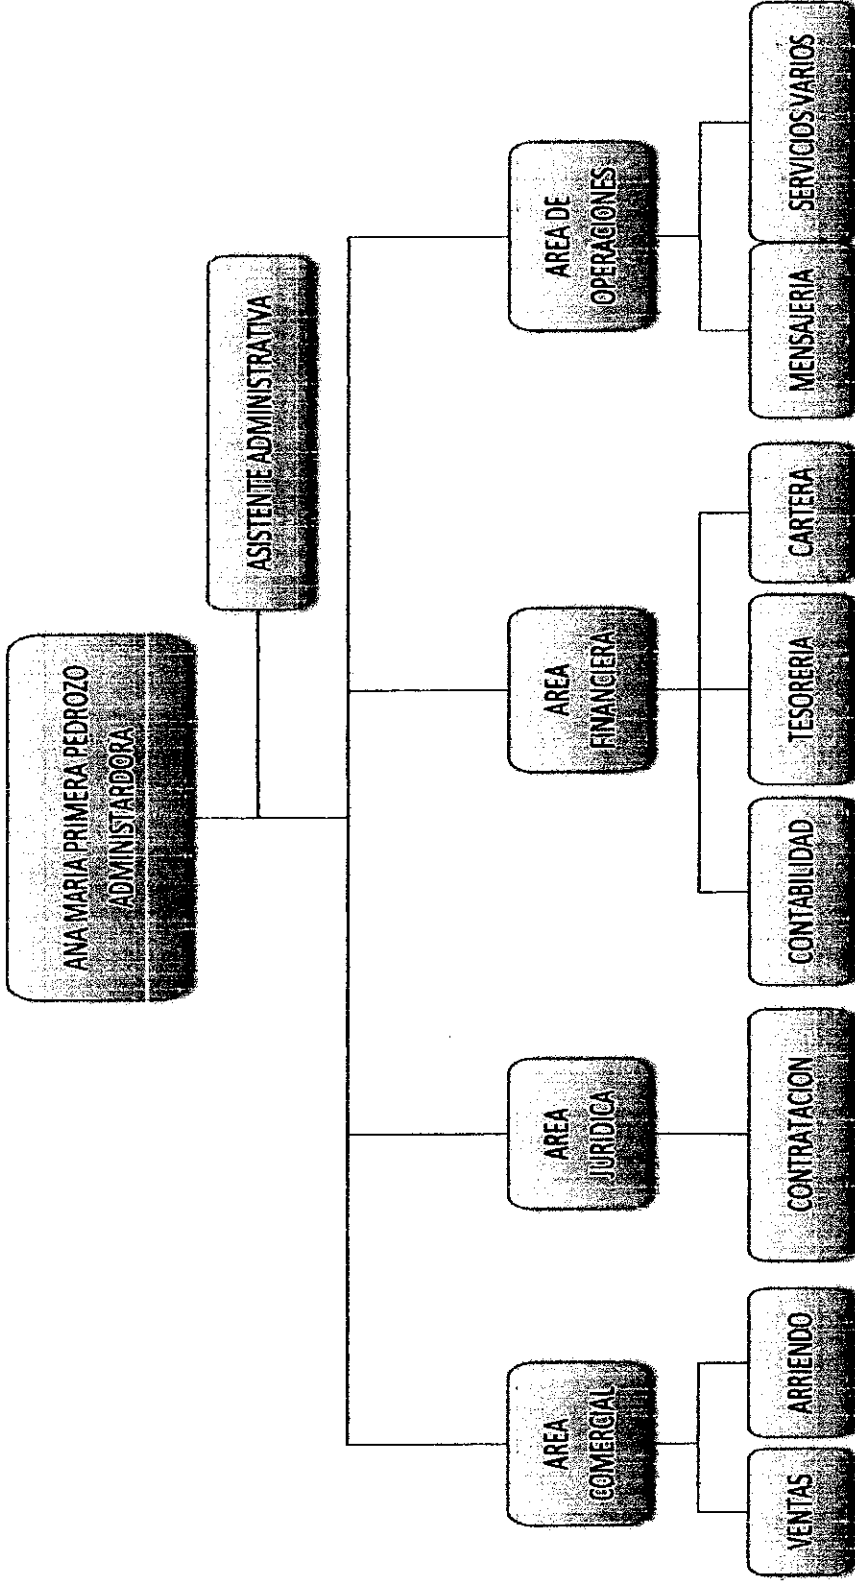 ANA MARIA PRIMERA PEDROZO
ADMINISTARDORA
ASISTENTE ADMINISTRATIVA
AREA
COMERCIAL
AREA
JURIDICA
AREA
FINANCIERA
AREA DE
OPERACIONES
VENTAS
ARRIENDO
CONTRATACION
CONTABILIDAD
TESORERIA
CARTERA
MENSAJERIA
SERVICIOS VARIOS